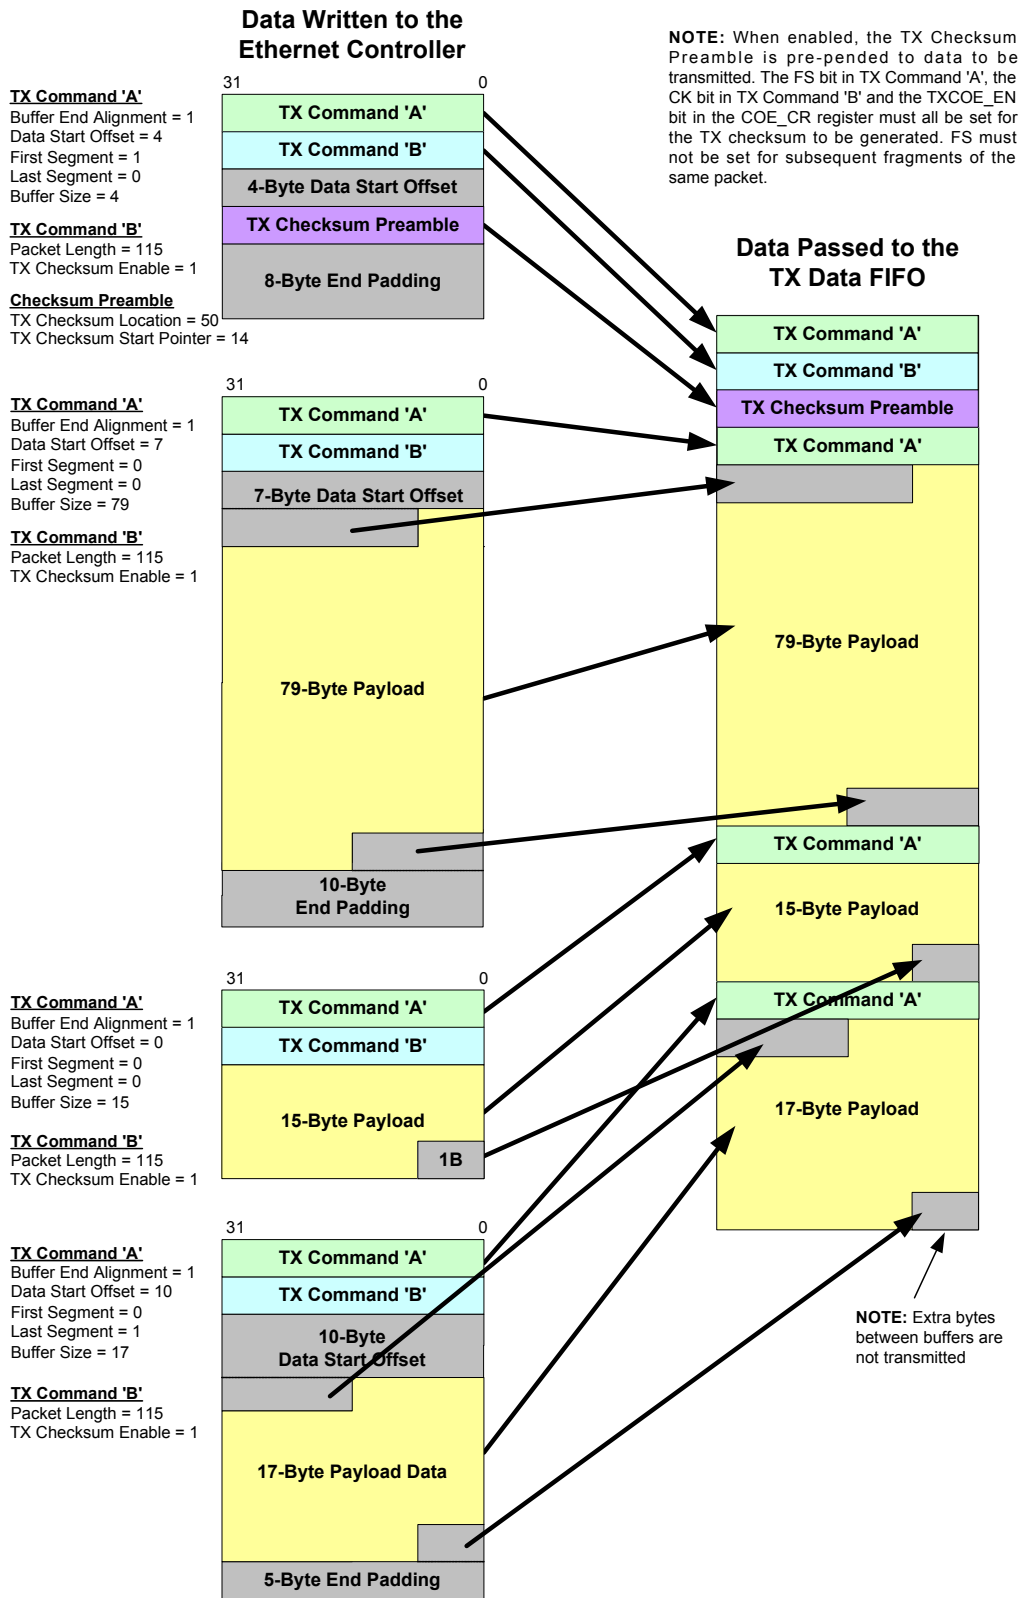 Data Written to the
Ethernet Controller
NOTE: When enabled, the TX Checksum
Preamble is pre-pended to data to be
transmitted. The FS bit in TX Command 'A', the
CK bit in TX Command 'B' and the TXCOE_EN
bit in the COE_CR register must all be set for
the TX checksum to be generated. FS must
not be set for subsequent fragments of the
same packet.
31 0
TX Command 'A'
Buffer End Alignment = 1
Data Start Offset = 4
First Segment = 1
Last Segment = 0
Buffer Size = 4
TX Command 'B'
Packet Length = 115
TX Checksum Enable = 1
Checksum Preamble
TX Checksum Location = 50
TX Checksum Start Pointer = 14
TX Command 'A'
TX Command 'B'
4-Byte Data Start Offset
TX Checksum Preamble
8-Byte End Padding
Data Passed to the
TX Data FIFO
TX Command 'A'
TX Command 'B'
TX Checksum Preamble
TX Command 'A'
79-Byte Payload
TX Command 'A'
15-Byte Payload
TX Command 'A'
17-Byte Payload
NOTE: Extra bytes
between buffers are
not transmitted
31 0
TX Command 'A'
Buffer End Alignment = 1
Data Start Offset = 7
First Segment = 0
Last Segment = 0
Buffer Size = 79
TX Command 'B'
Packet Length = 115
TX Checksum Enable = 1
TX Command 'A'
TX Command 'B'
7-Byte Data Start Offset
79-Byte Payload
10-Byte
End Padding
31 0
TX Command 'A'
Buffer End Alignment = 1
Data Start Offset = 0
First Segment = 0
Last Segment = 0
Buffer Size = 15
TX Command 'B'
Packet Length = 115
TX Checksum Enable = 1
TX Command 'A'
TX Command 'B'
15-Byte Payload
1B
31 0
TX Command 'A'
Buffer End Alignment = 1
Data Start Offset = 10
First Segment = 0
Last Segment = 1
Buffer Size = 17
TX Command 'B'
Packet Length = 115
TX Checksum Enable = 1
TX Command 'A'
TX Command 'B'
10-Byte
Data Start Offset
17-Byte Payload Data
5-Byte End Padding